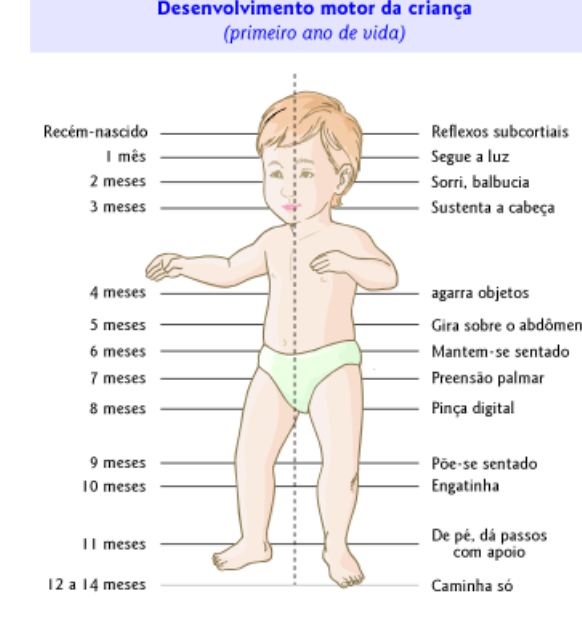 Desenvolvimento motor da criança
(primeiro ano de vida)
Recém-nascido Reflexos subcortiais
1 mês Segue a luz
2 meses Sorri, balbucia
3 meses Sustenta a cabeça
4 meses agarra objetos
5 meses Gira sobre o abdômen
6 meses Mantem-se sentado
7 meses Preensão palmar
8 meses Pinça digital
9 meses Põe-se sentado
10 meses Engatinha
11 meses De pé, dá passos
com apoio
12 a 14 meses Caminha só